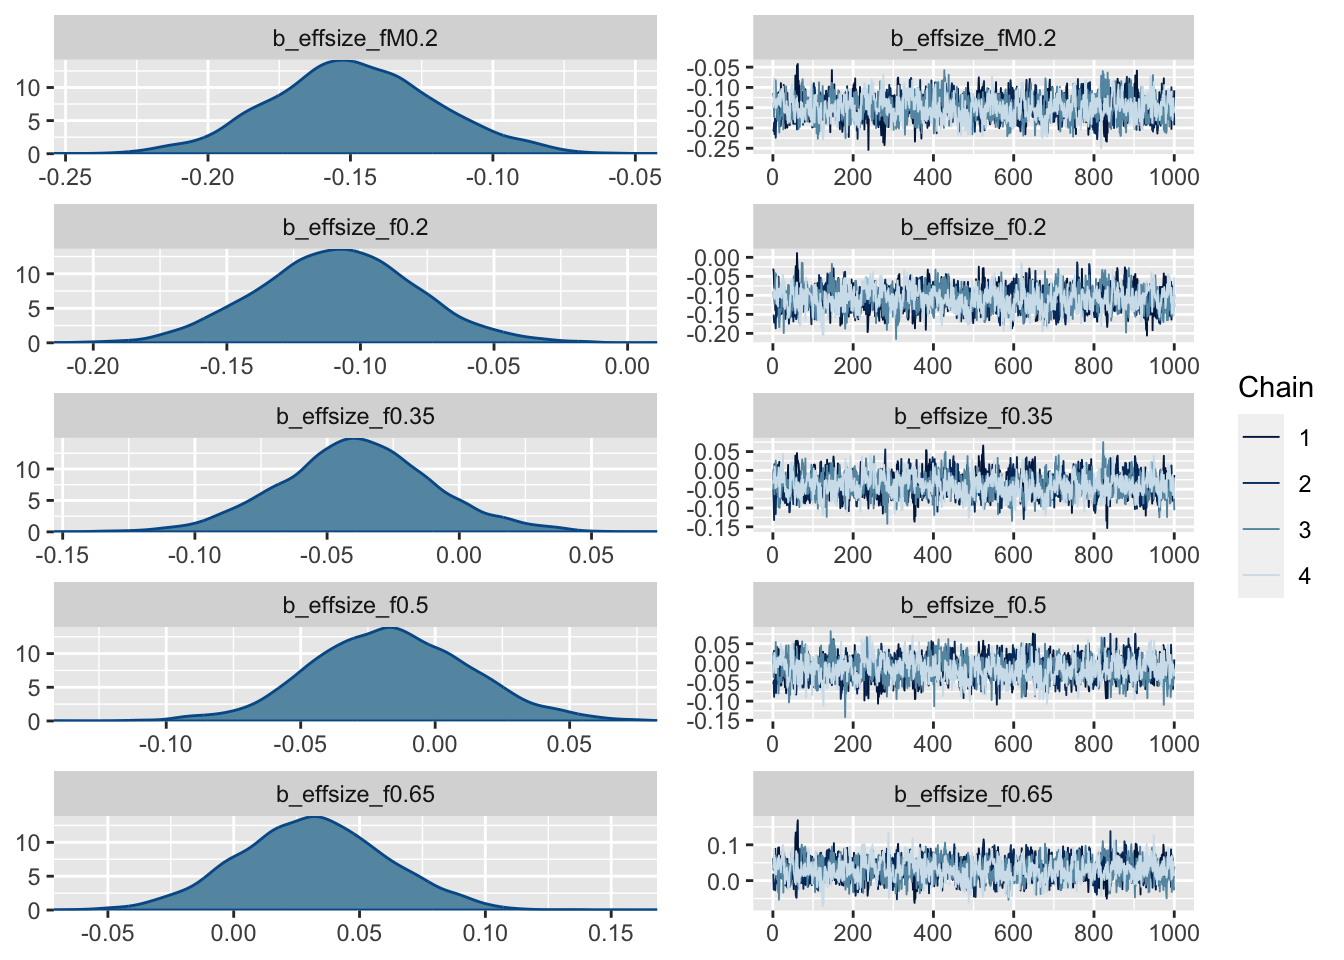 b_effsize_fM0.2
10
5
0
-0.25 -0.20 -0.15 -0.10 -0.05
b_effsize_fM0.2
-0.05
-0.10
-0.15
-0.20
-0.25
0 200 400 600 800 1000
b_effsize_f0.2
10
5
0
-0.20 -0.15 -0.10 -0.05 0.00
b_effsize_f0.2
0.00
-0.05
-0.10
-0.15
-0.20
0 200 400 600 800 1000
b_effsize_f0.35
10
5
0
-0.15 -0.10 -0.05 0.00 0.05
b_effsize_f0.35
0.05
0.00
-0.05
-0.10
-0.15
0 200 400 600 800 1000
b_effsize_f0.5
10
5
0
-0.10 -0.05 0.00 0.05
b_effsize_f0.5
0.05
0.00
-0.05
-0.10
-0.15
0 200 400 600 800 1000
b_effsize_f0.65
10
5
0
-0.05 0.00 0.05 0.10 0.15
b_effsize_f0.65
0.1
0.0
0 200 400 600 800 1000
Chain
1
2
3
4